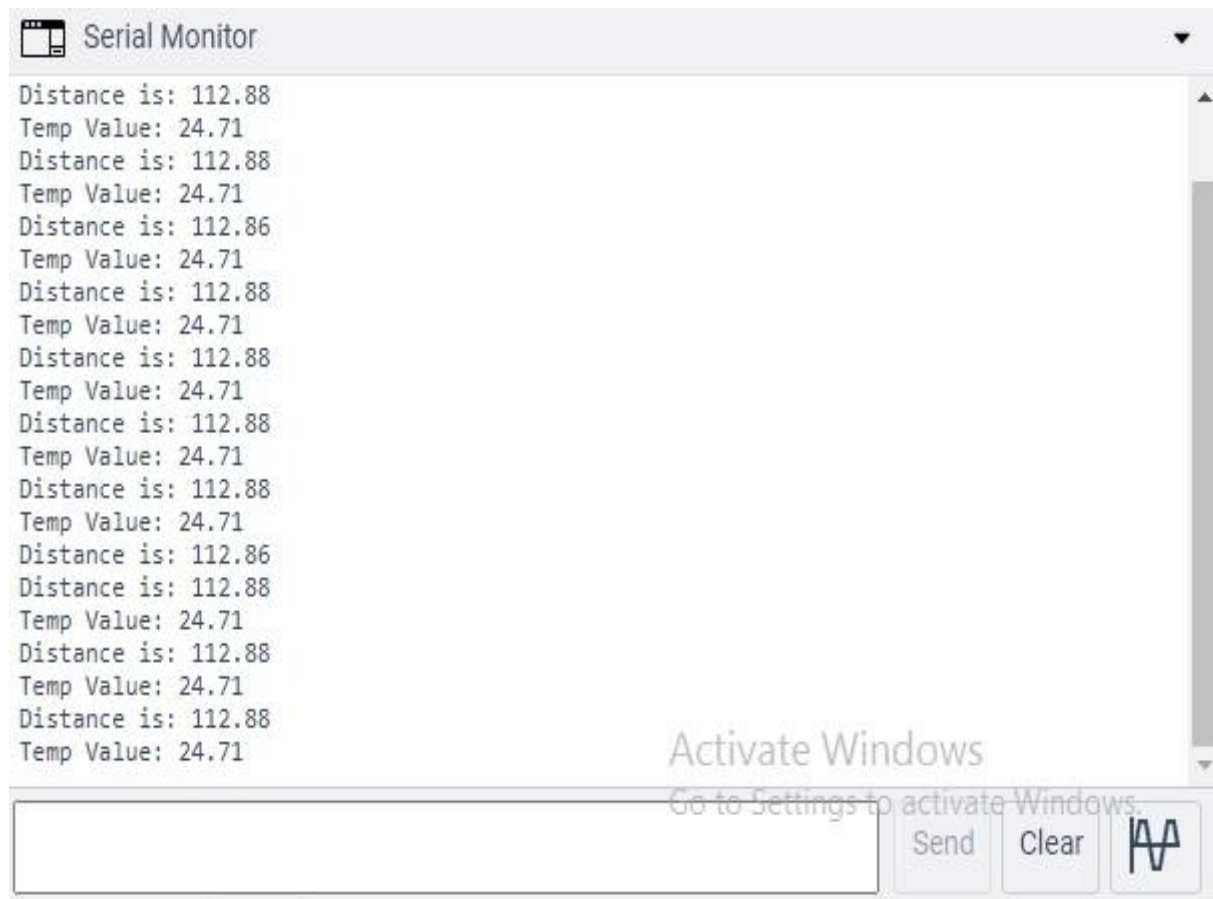 Serial Monitor
Distance is: 112.88
Temp Value: 24.71
Distance is: 112.88
Temp Value: 24.71
Distance is: 112.86
Temp Value: 24.71
Distance is: 112.88
Temp Value: 24.71
Distance is: 112.88
Temp Value: 24.71
Distance is: 112.88
Temp Value: 24.71
Distance is: 112.88
Temp Value: 24.71
Distance is: 112.86
Distance is: 112.88
Temp Value: 24.71
Distance is: 112.88
Temp Value: 24.71
Distance is: 112.88
Temp Value: 24.71
Activate Windows
Go to Settings to activate Windows.
Send
Clear